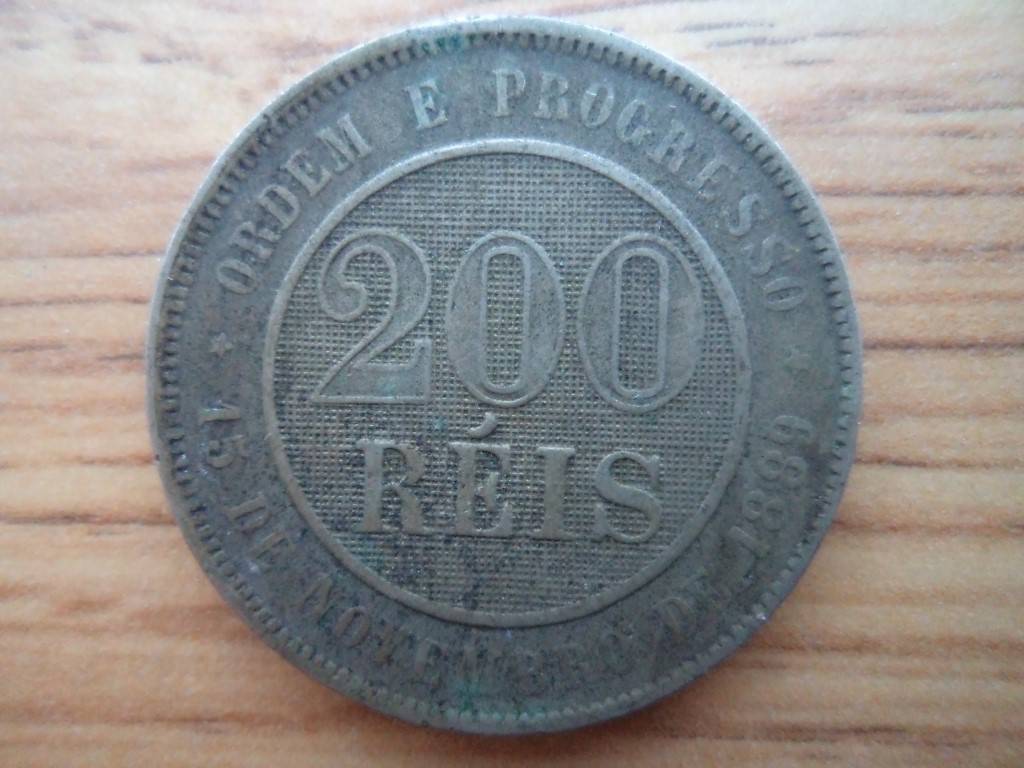 ORDEM E PROGRESSO
200
RÉIS
15 DE NOVEMBRO DE 1889